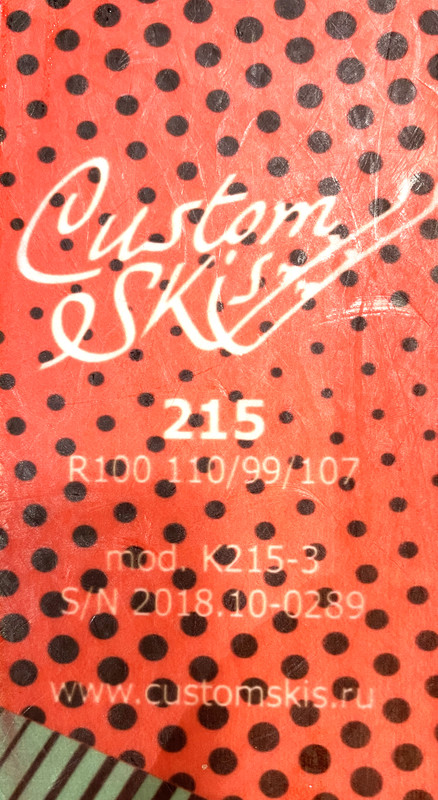 Custom
Skis
215
R100 110/99/107
mod. K215-3
S/N 2018.10-0289
www.customskis.ru